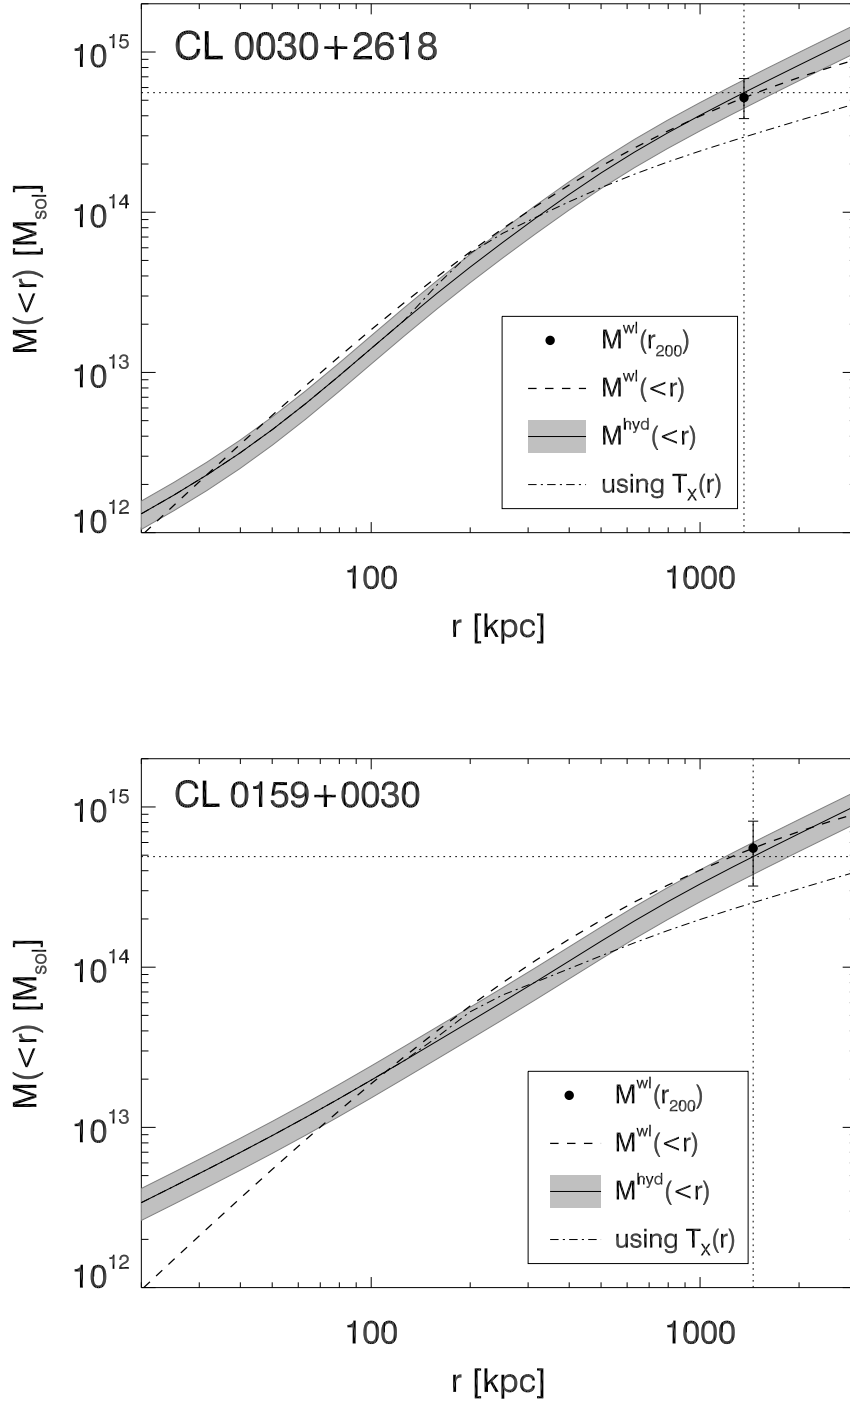 CL 0030+2618
10^15
10^14
10^13
10^12
M(<r) [M_sol]
M^wl(r_200)
M^wl(<r)
M^hyd(<r)
using T_X(r)
100 1000
r [kpc]
CL 0159+0030
10^15
10^14
10^13
10^12
M(<r) [M_sol]
M^wl(r_200)
M^wl(<r)
M^hyd(<r)
using T_X(r)
100 1000
r [kpc]